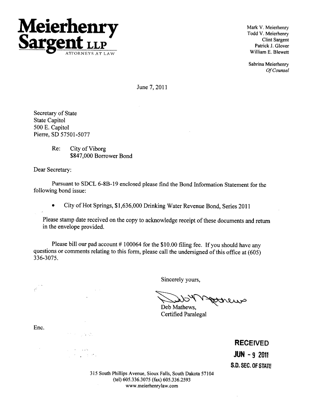 Meierhenry
Sargent LLP
ATTORNEYS AT LAW
Mark V. Meierhenry
Todd V. Meierhenry
Clint Sargent
Patrick J. Glover
William E. Blewett
Sabrina Meierhenry
Of Counsel
June 7, 2011
Secretary of State
State Capitol
500 E. Capitol
Pierre, SD 57501-5077
Re: City of Viborg
$847,000 Borrower Bond
Dear Secretary:
Pursuant to SDCL 6-8B-19 enclosed please find the Bond Information Statement for the
following bond issue:
• City of Hot Springs, $1,636,000 Drinking Water Revenue Bond, Series 2011
Please stamp date received on the copy to acknowledge receipt of these documents and return
in the envelope provided.
Please bill our pad account # 100064 for the $10.00 filing fee. If you should have any
questions or comments relating to this form, please call the undersigned of this office at (605)
336-3075.
Sincerely yours,
Deb Mathews
Deb Mathews,
Certified Paralegal
Enc.
RECEIVED
JUN - 9 2011
S.D. SEC. OF STATE
315 South Phillips Avenue, Sioux Falls, South Dakota 57104
(tel) 605.336.3075 (fax) 605.336.2593
www.meierhenrylaw.com